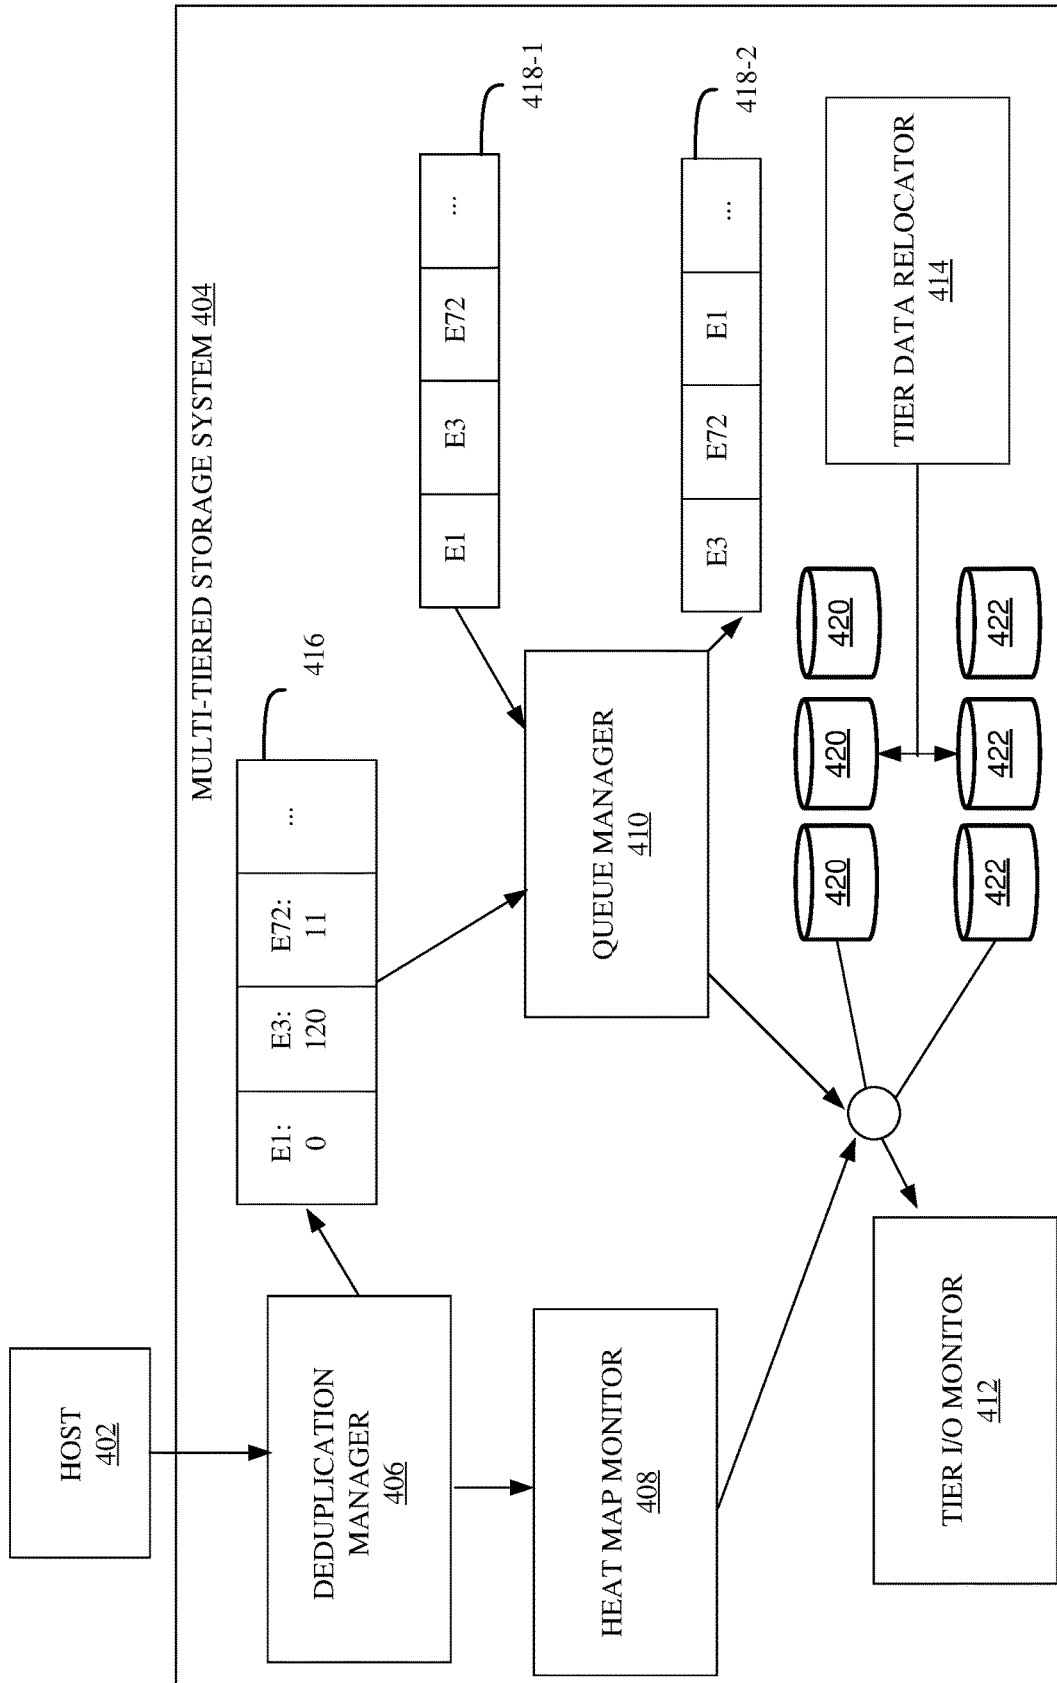 HOST
402
MULTI-TIERED STORAGE SYSTEM 404
DEDUPLICATION
MANAGER
406
E1:
0
E3:
120
E72:
11
...
416
HEAT MAP MONITOR
408
QUEUE MANAGER
410
E1
E3
E72
...
418-1
E3
E72
E1
...
418-2
TIER I/O MONITOR
412
420
420
420
422
422
422
TIER DATA RELOCATOR
414